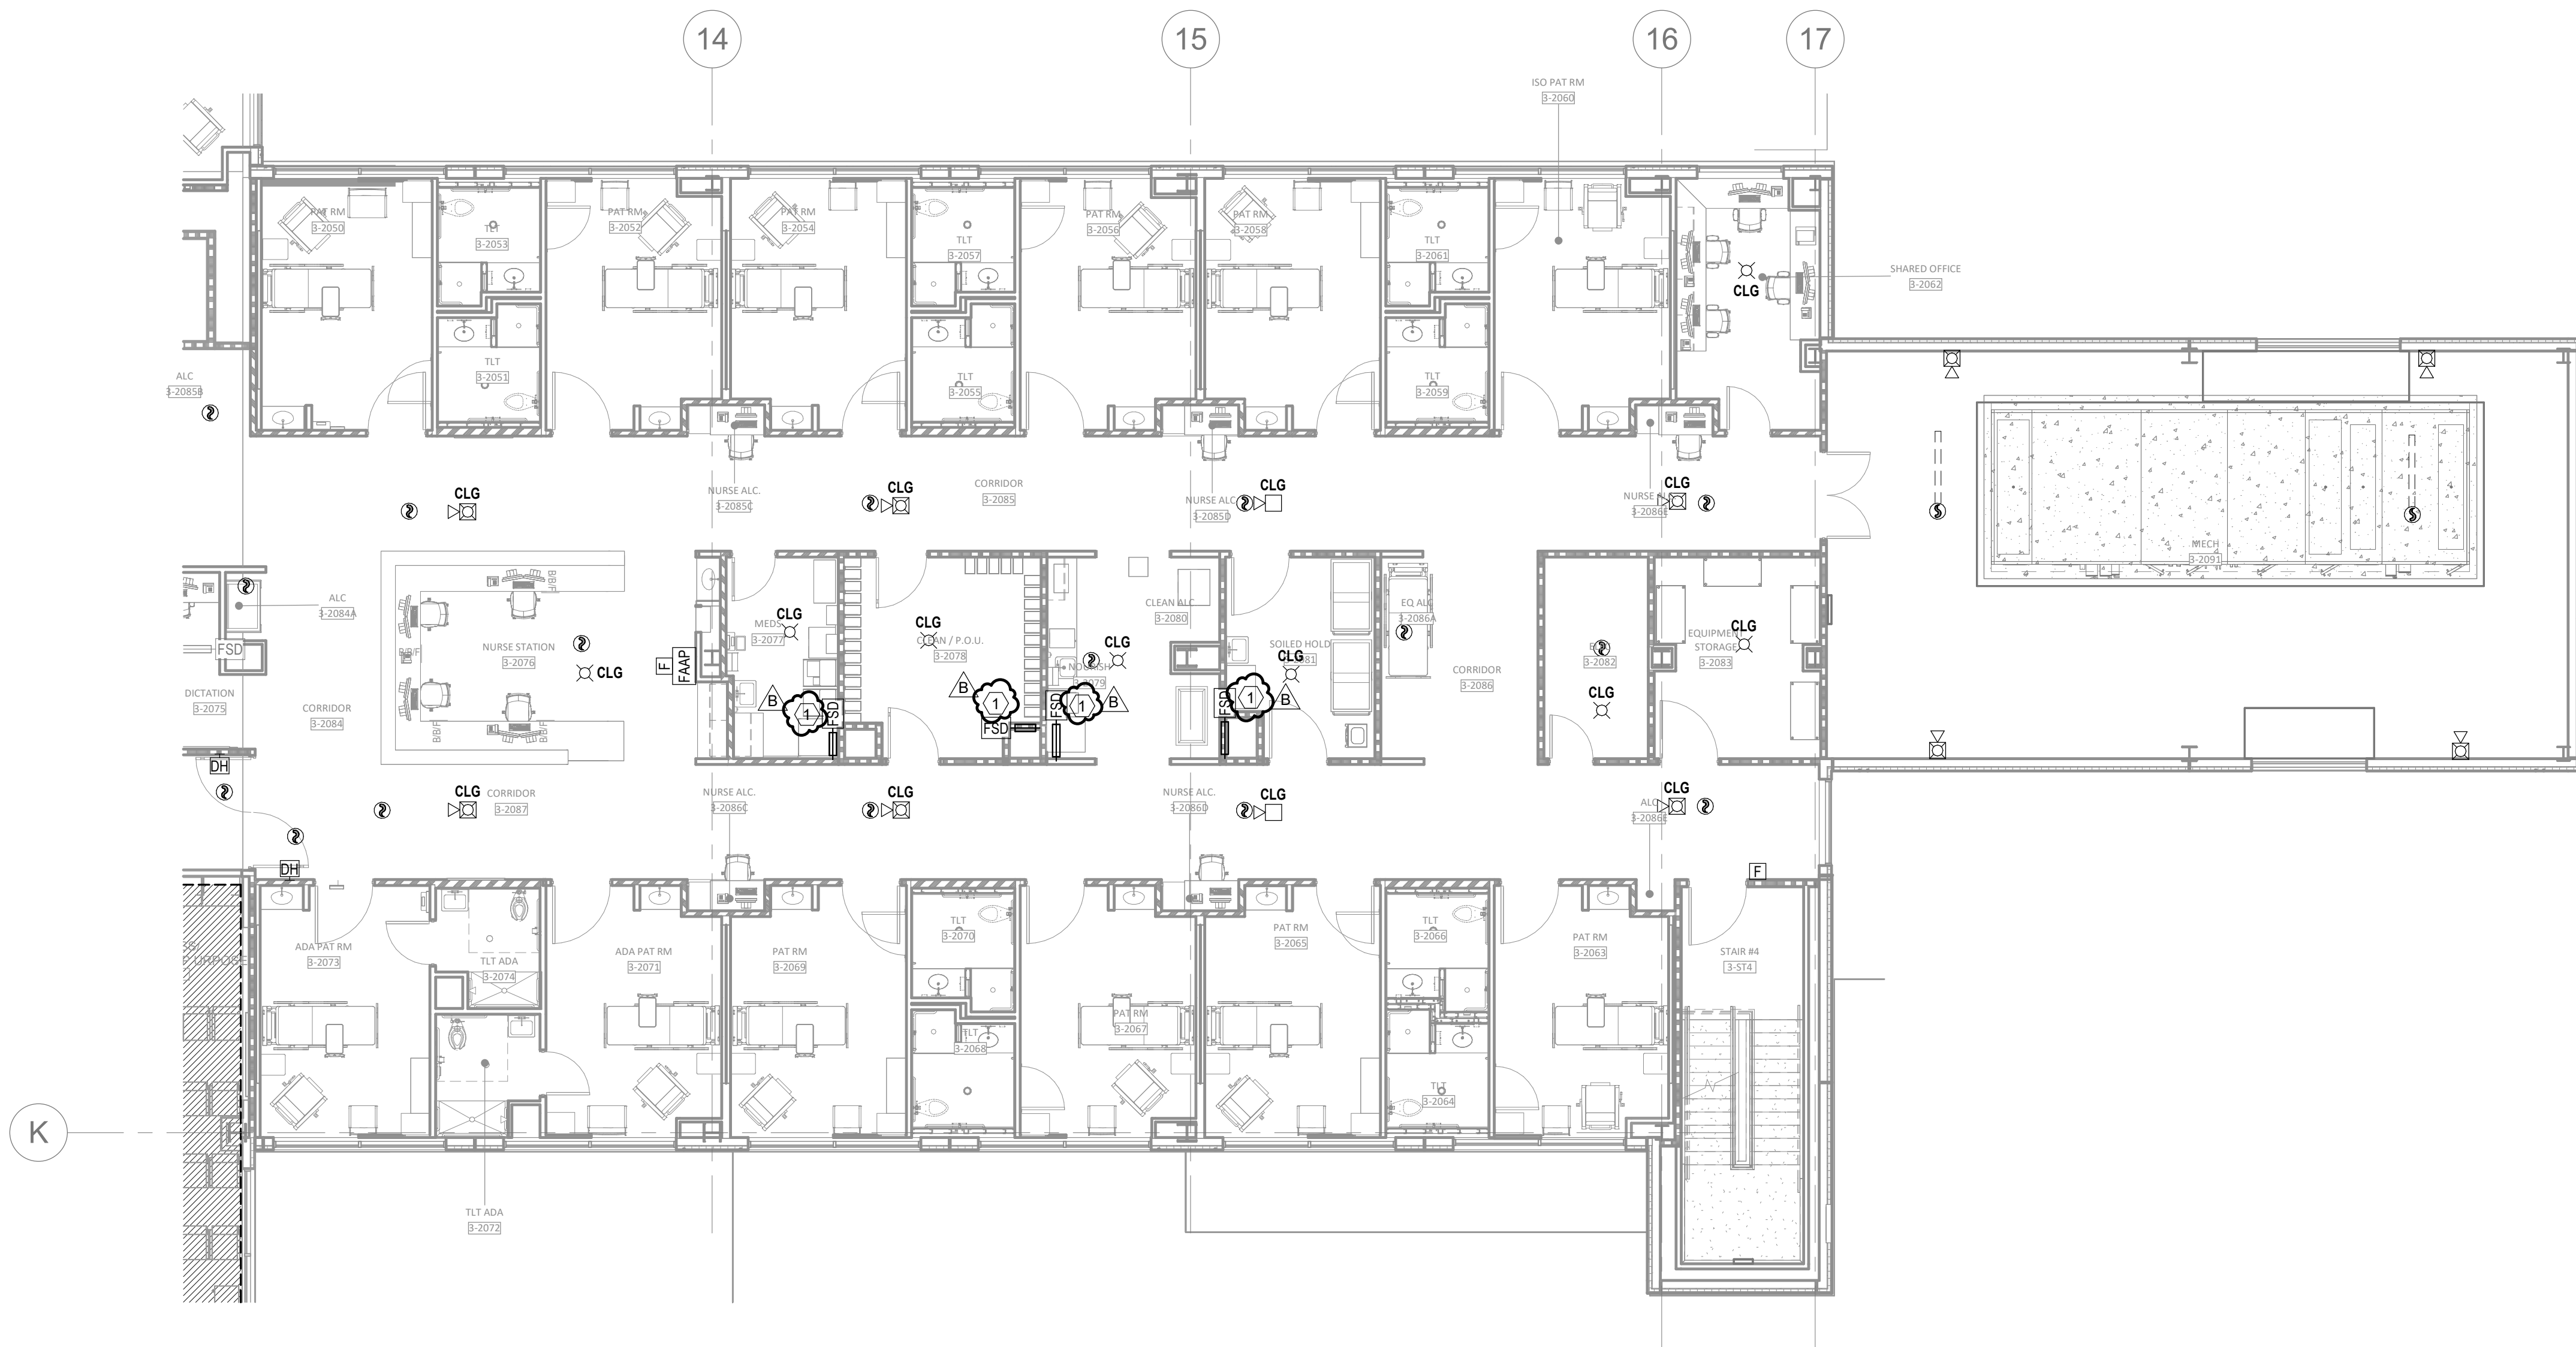 14
15
16
17
ISO PAT RM
3-2060
PAT RM
3-2050
TLT
3-2053
PAT RM
3-2052
PAT RM
3-2054
TLT
3-2057
PAT RM
3-2056
PAT RM
3-2058
TLT
3-2061
SHARED OFFICE
3-2062
CLG
TLT
3-2051
TLT
3-2055
TLT
3-2059
ALC
3-2085B
CLG
NURSE ALC.
3-2085C
CLG
CORRIDOR
3-2085
NURSE ALC
3-2085D
CLG
CLG
3-2086E
MECH
3-2091
ALC
3-2084A
FSD
DICTATION
3-2075
CORRIDOR
3-2084
NURSE STATION
3-2076
B/B/F
B/B/F
B/B/F
B/B/F
CLG
F
FAAP
CLG
MEDS
3-2077
B
1
FSD
CLG
CLEAN / P.O.U.
3-2078
B
1
FSD
CLG
NOURISH
3-2079
FSD
1
B
CLEAN ALC
3-2080
SOILED HOLD
CLG
FSD
1
B
EQ ALC
3-2086A
CORRIDOR
3-2086
3-2082
CLG
EQUIPMENT
STORAGE
3-2083
CLG
DH
DH
CLG
CORRIDOR
3-2087
NURSE ALC.
3-2086C
CLG
NURSE ALC.
3-2086D
CLG
CLG
ALC
3-2086E
F
ADA PAT RM
3-2073
TLT ADA
3-2074
ADA PAT RM
3-2071
PAT RM
3-2069
TLT
3-2070
PAT RM
3-2067
PAT RM
3-2065
TLT
3-2066
PAT RM
3-2063
STAIR #4
3-ST4
TLT
3-2068
TLT
3-2064
K
TLT ADA
3-2072